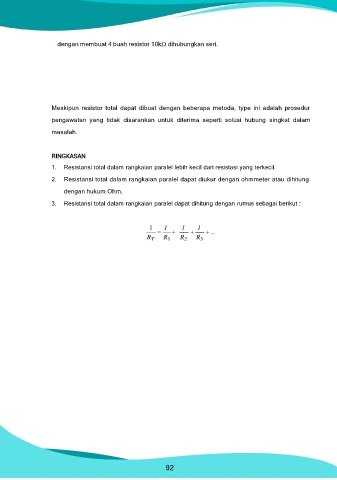 dengan membuat 4 buah resistor 10kΩ dihubungkan seri.
Meskipun resistor total dapat dibuat dengan beberapa metoda, type ini adalah prosedur
pengawatan yang tidak disarankan untuk diterima seperti solusi hubung singkat dalam
masalah.
RINGKASAN
1. Resistansi total dalam rangkaian paralel lebih kecil dari resistasi yang terkecil.
2. Resistansi total dalam rangkaian paralel dapat diukur dengan ohmmeter atau dihitung
dengan hukum Ohm.
3. Resistansi total dalam rangkaian paralel dapat dihitung dengan rumus sebagai berikut :
1/R_T = 1/R_1 + 1/R_2 + 1/R_3 + ...
92